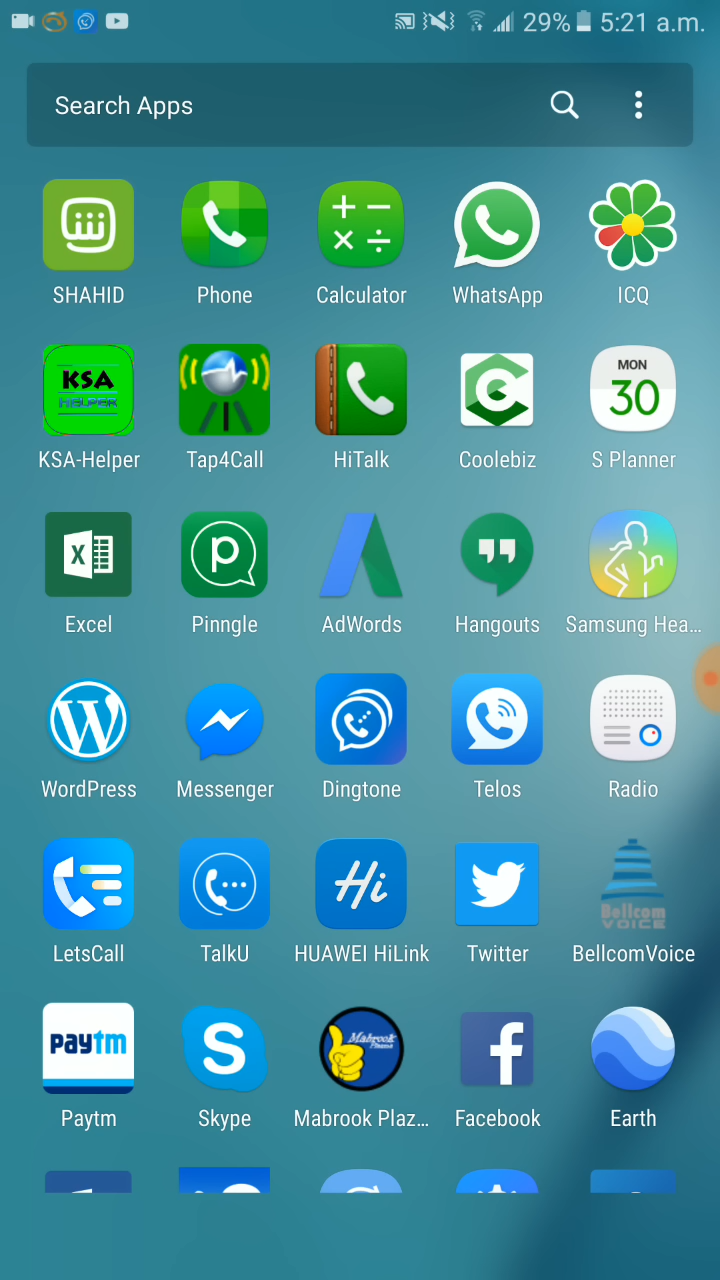 29% 5:21 a.m.
Search Apps
SHAHID Phone Calculator WhatsApp ICQ
KSA
HELPER
MON
30
KSA-Helper Tap4Call HiTalk Coolebiz S Planner
X
p
Excel Pinngle AdWords Hangouts Samsung Hea...
W
WordPress Messenger Dingtone Telos Radio
Hi
Bellcom
VOICE
LetsCall TalkU HUAWEI HiLink Twitter BellcomVoice
paytm
S
Mabrook
Plaza
f
Paytm Skype Mabrook Plaz... Facebook Earth